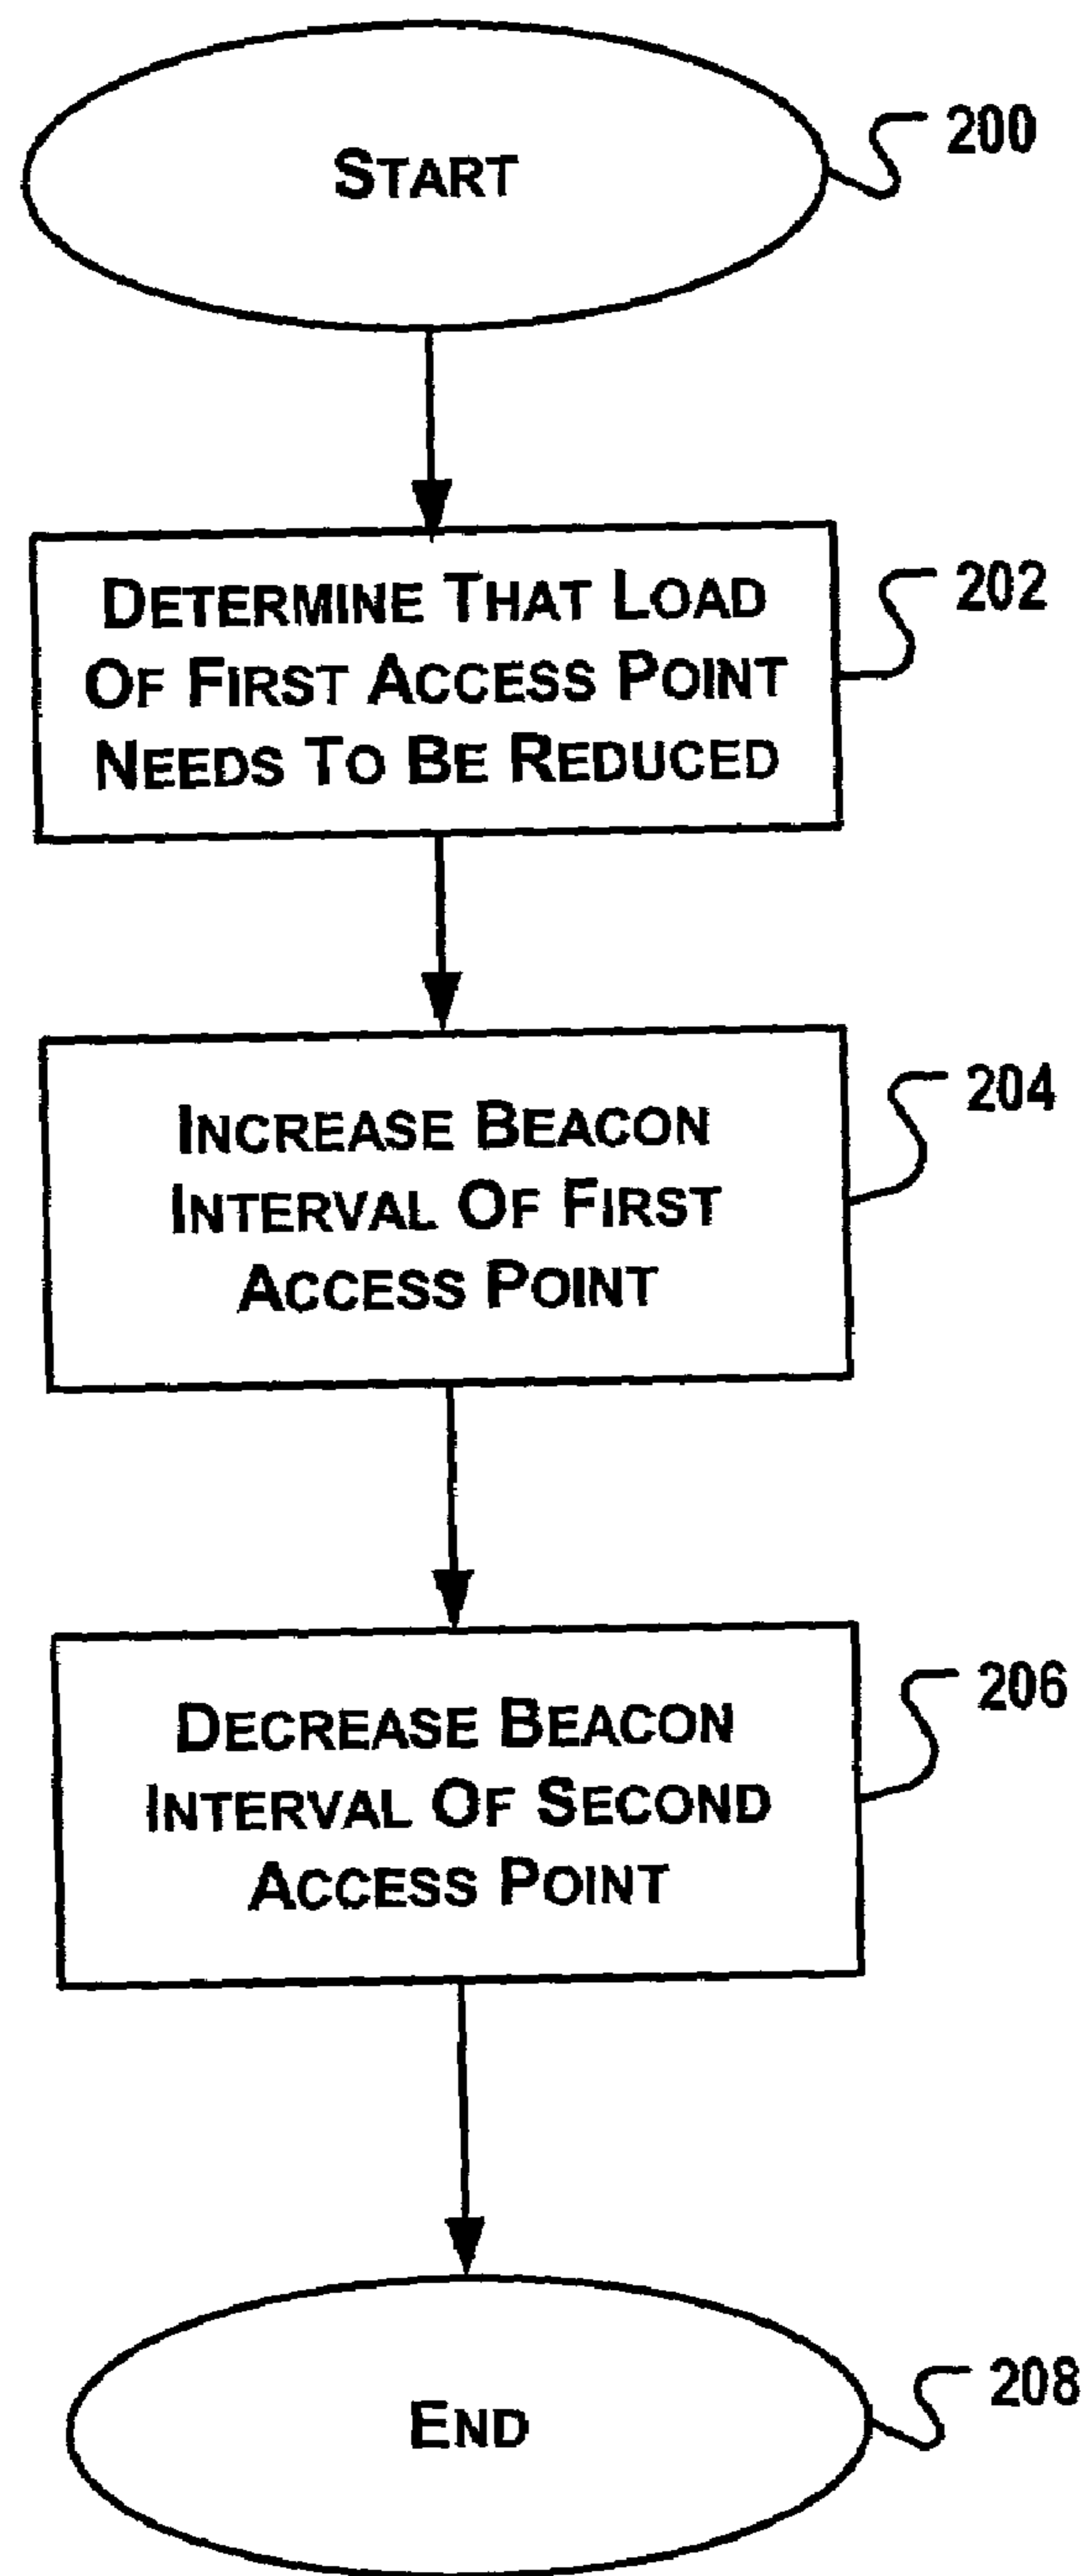 START
200
DETERMINE THAT LOAD
OF FIRST ACCESS POINT
NEEDS TO BE REDUCED
202
INCREASE BEACON
INTERVAL OF FIRST
ACCESS POINT
204
DECREASE BEACON
INTERVAL OF SECOND
ACCESS POINT
206
END
208